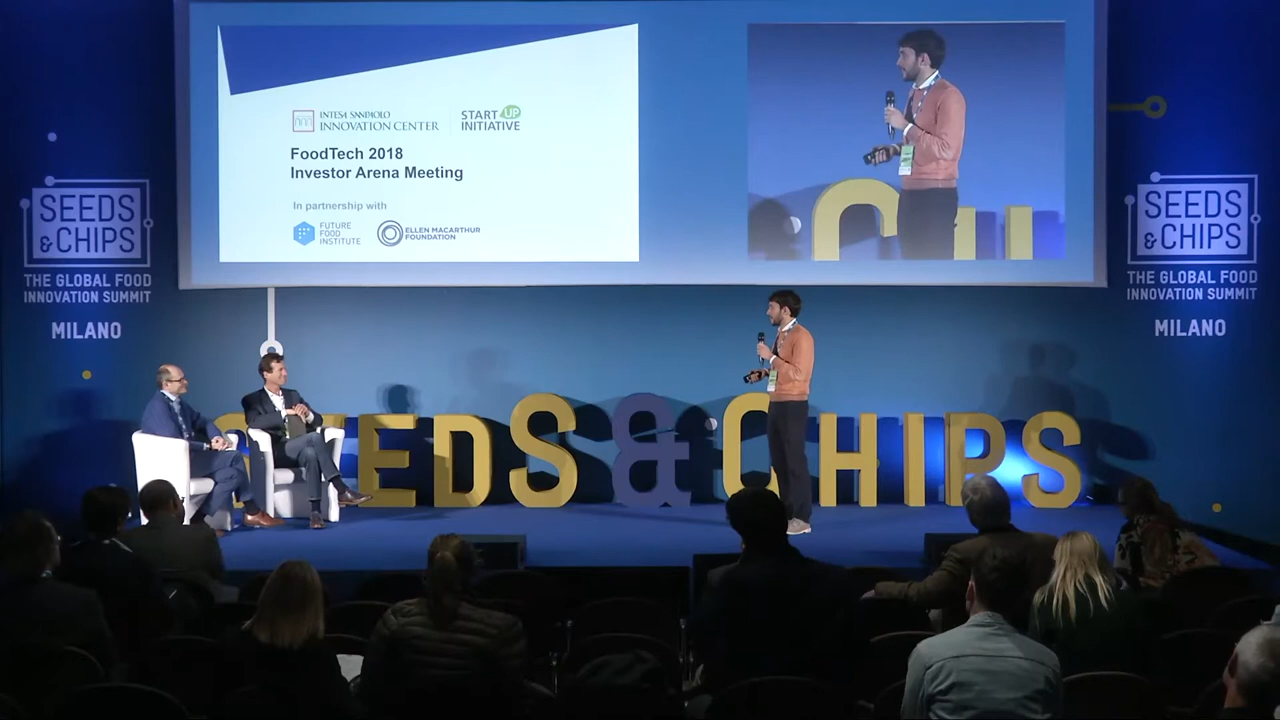 INTESA SANPAOLO
INNOVATION CENTER
START UP
INITIATIVE
FoodTech 2018
Investor Arena Meeting
In partnership with
FUTURE
FOOD
INSTITUTE
ELLEN MACARTHUR
FOUNDATION
SEEDS
&CHIPS
THE GLOBAL FOOD
INNOVATION SUMMIT
MILANO
SEEDS
&CHIPS
THE GLOBAL FOOD
INNOVATION SUMMIT
MILANO
SEEDS & CHIPS